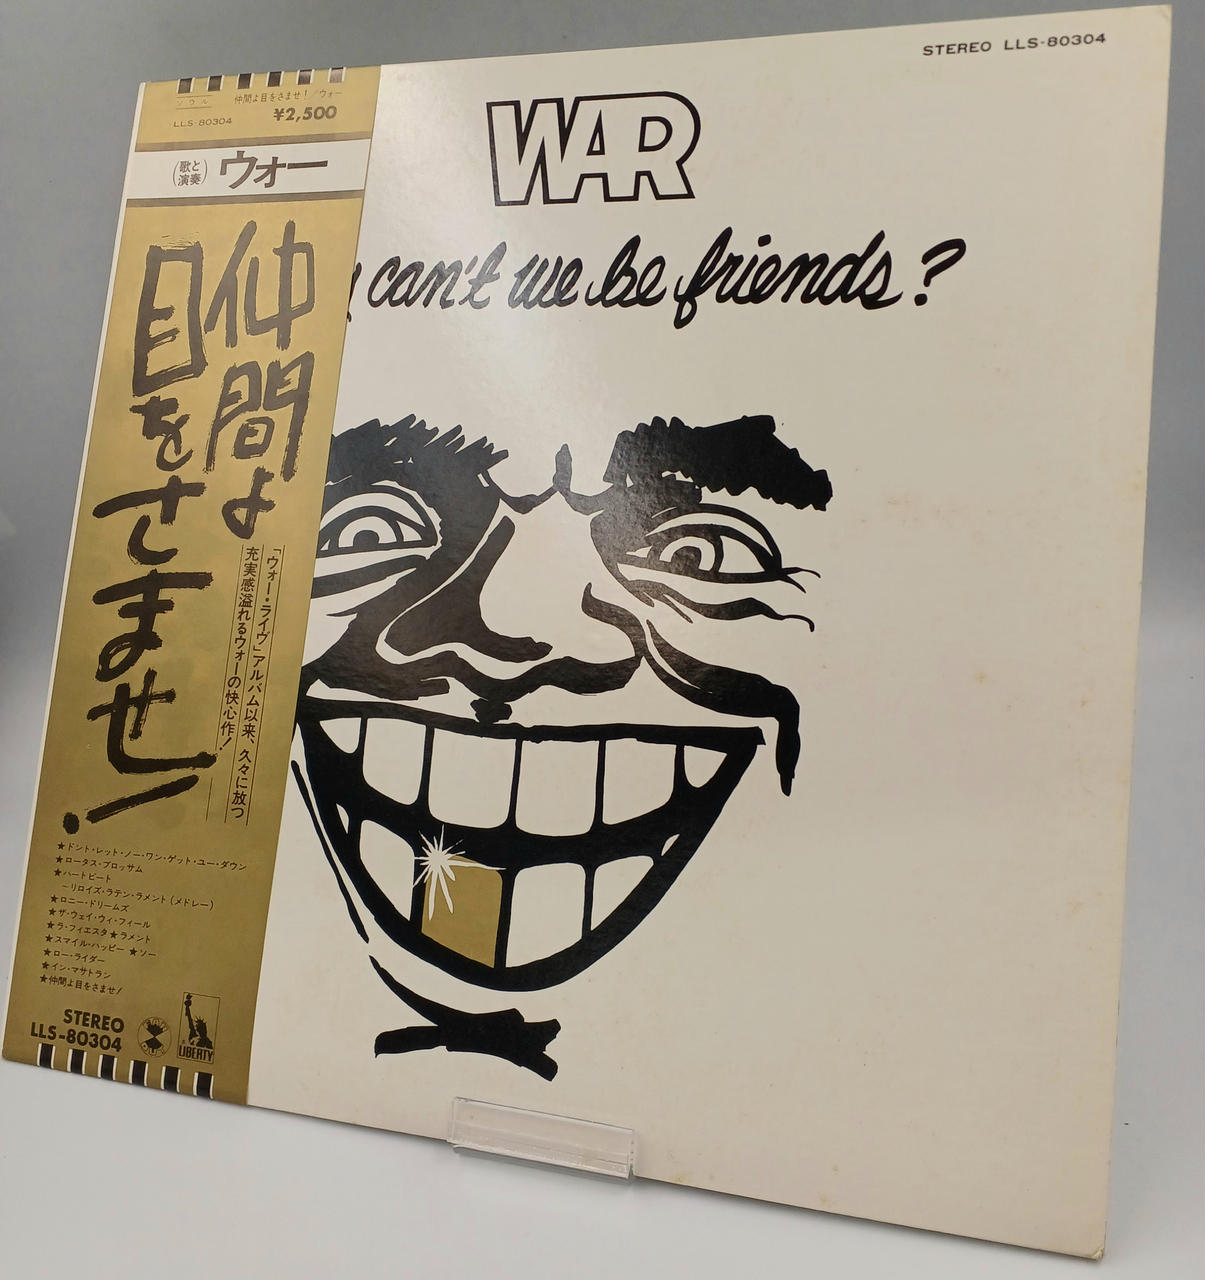 STEREO LLS-80304
ソウル
仲間よ目をさませ!/ウォー
LLS-80304
¥2,500
(歌と演奏) ウォー
WAR
can't we be friends?
仲間よ
目をさませ!
「ウォー・ライヴ」アルバム以来、久々に放つ
充実感溢れるウォーの快心作!
★ドント・レット・ノー・ワン・ゲット・ユー・ダウン
★ロータス・ブロッサム
★ハートビート
～リロイズ・ラテン・ラメント(メドレー)
★ロニー・ドリームズ
★ザ・ウェイ・ウィ・フィール
★ラ・フィエスタ★ラメント
★スマイル・ハッピー ★ソー
★ロー・ライダー
★イン・マサトラン
★仲間よ目をさませ!
STEREO
LLS-80304
LIBERTY